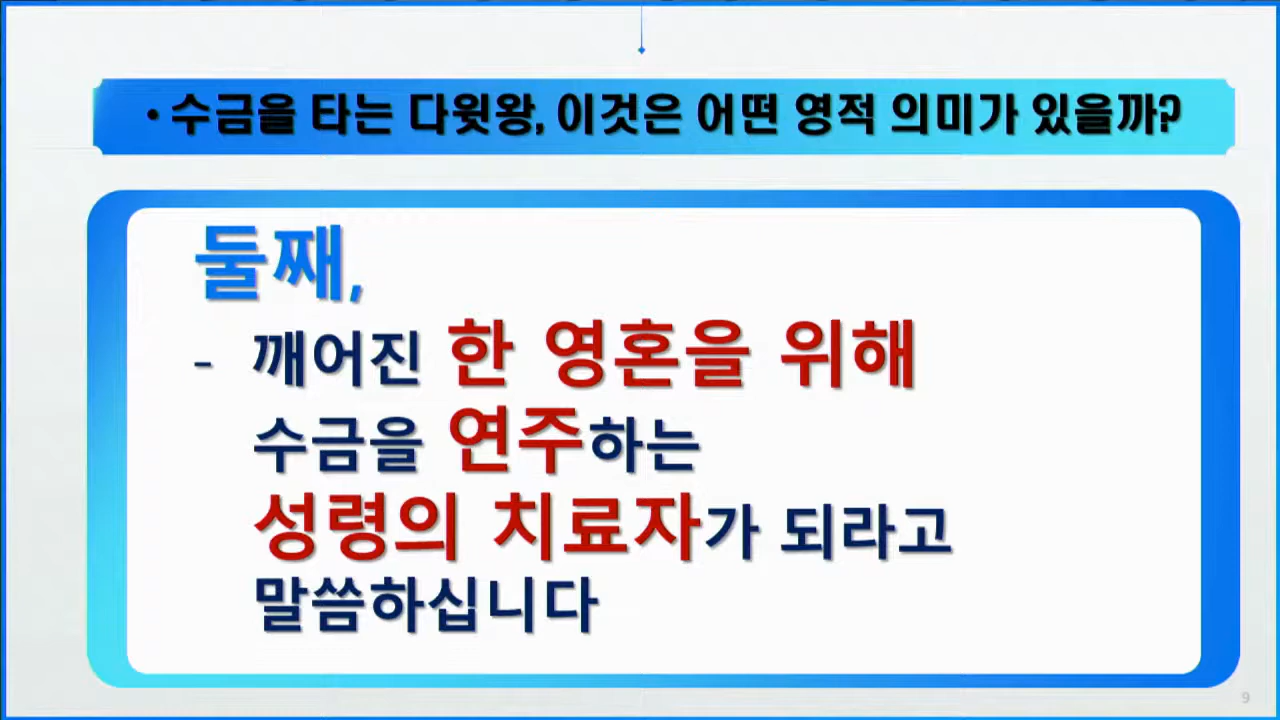 • 수금을 타는 다윗왕, 이것은 어떤 영적 의미가 있을까?
둘째,
- 깨어진 한 영혼을 위해
수금을 연주하는
성령의 치료자가 되라고
말씀하십니다
9